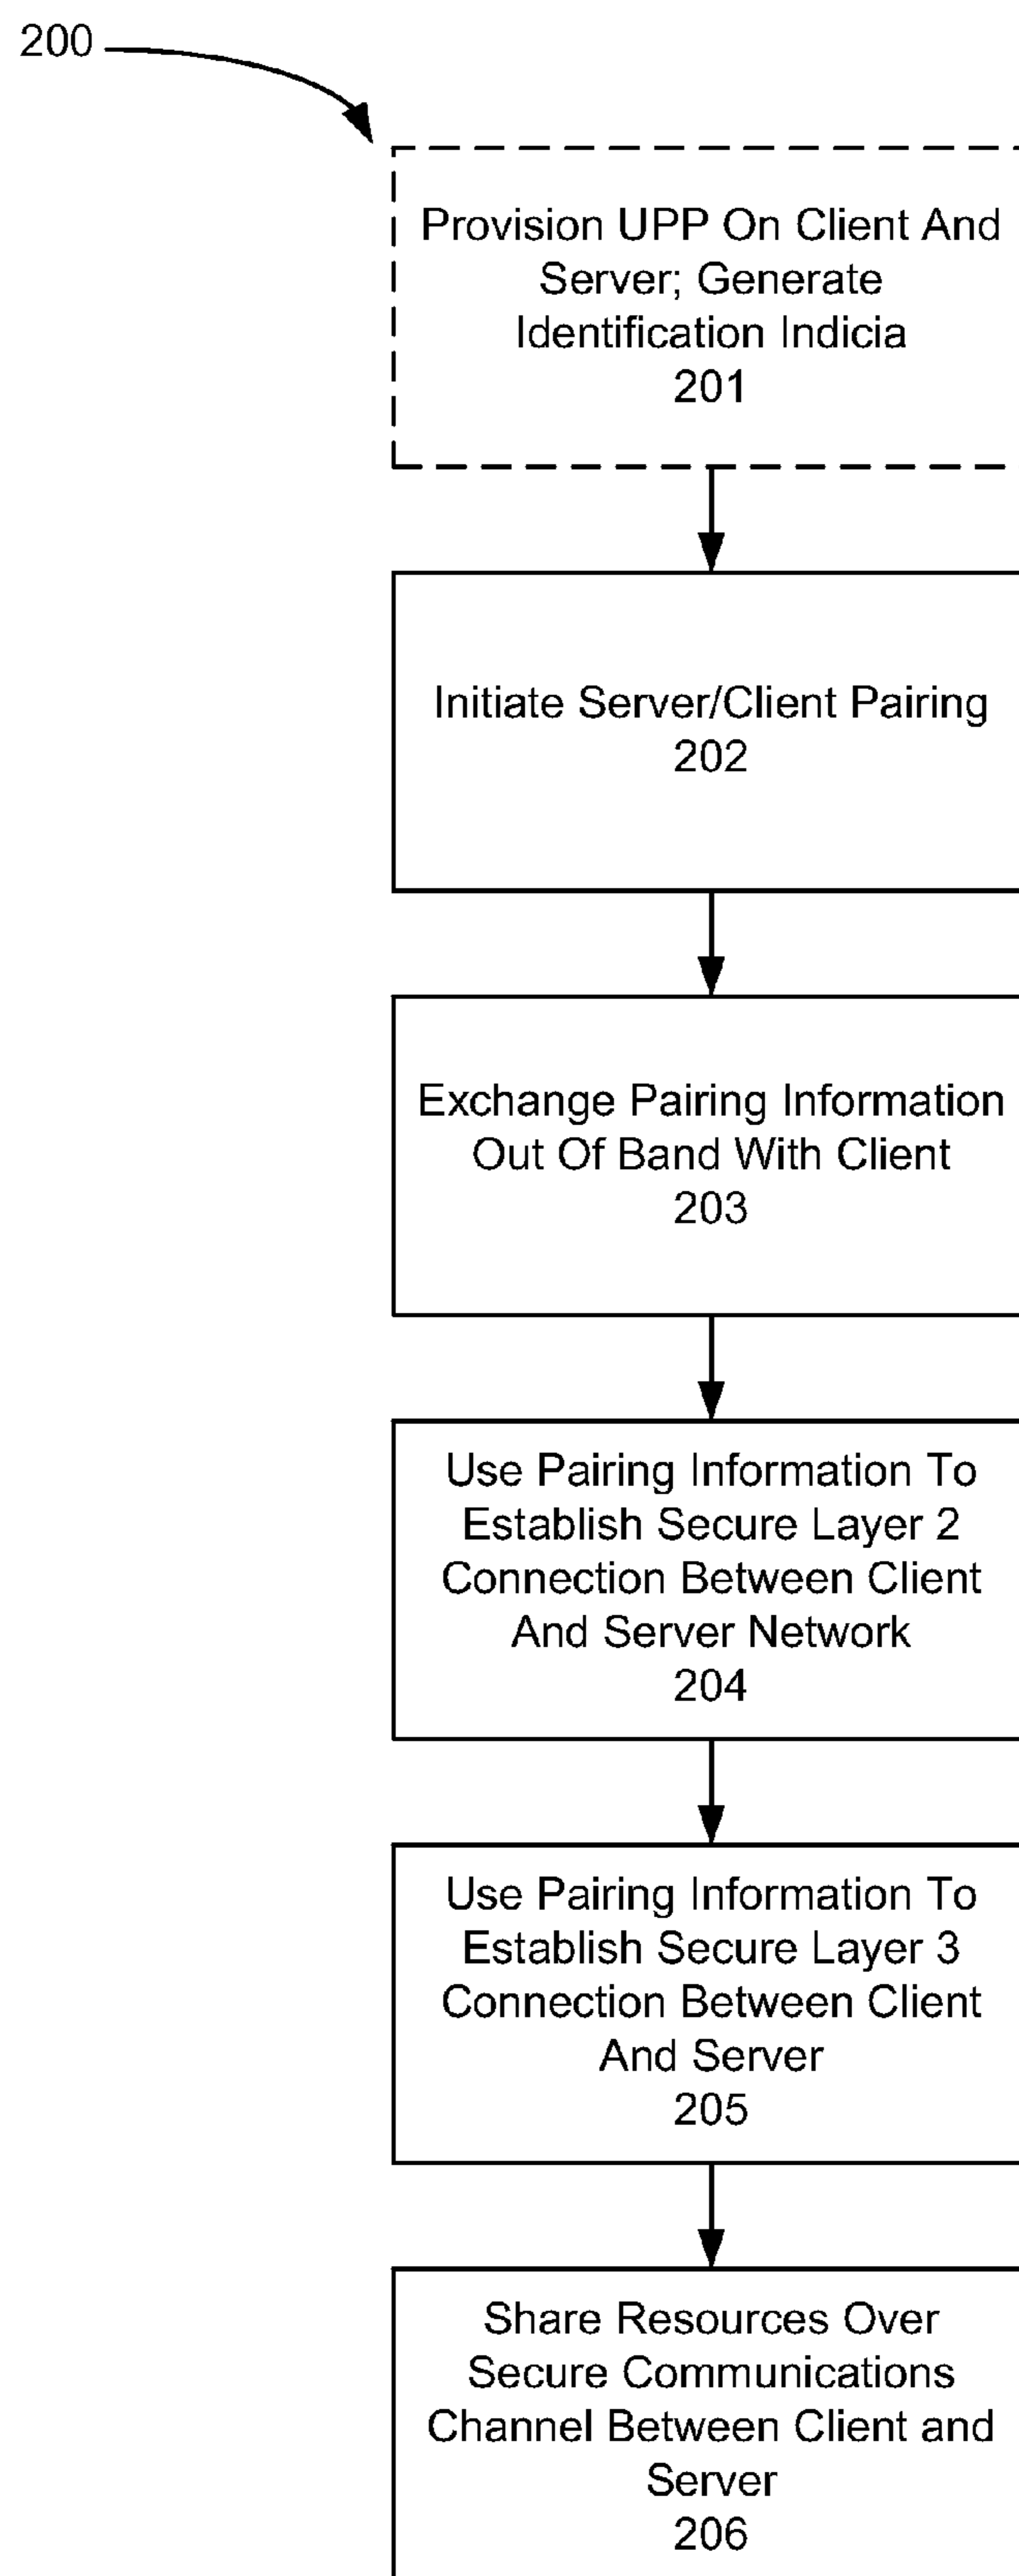 200
Provision UPP On Client And
Server; Generate
Identification Indicia
201
Initiate Server/Client Pairing
202
Exchange Pairing Information
Out Of Band With Client
203
Use Pairing Information To
Establish Secure Layer 2
Connection Between Client
And Server Network
204
Use Pairing Information To
Establish Secure Layer 3
Connection Between Client
And Server
205
Share Resources Over
Secure Communications
Channel Between Client and
Server
206